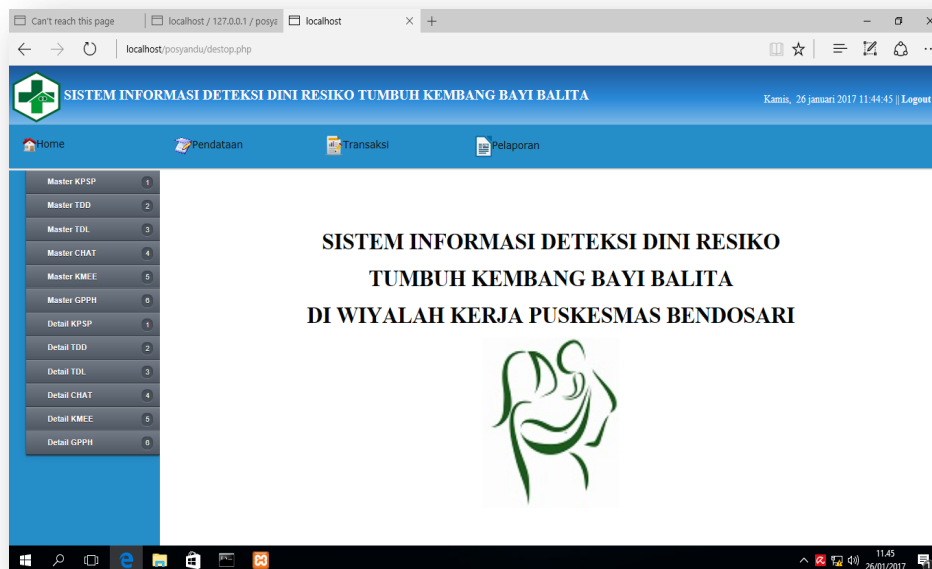 Can't reach this page
localhost / 127.0.0.1 / posya
localhost
localhost/posyandu/destop.php
SISTEM INFORMASI DETEKSI DINI RESIKO TUMBUH KEMBANG BAYI BALITA
Kamis, 26 januari 2017 11:44:45 || Logout
Home
Pendataan
Transaksi
Pelaporan
Master KPSP 1
Master TDD 2
Master TDL 3
Master CHAT 4
Master KMEE 5
Master GPPH 6
Detail KPSP 1
Detail TDD 2
Detail TDL 3
Detail CHAT 4
Detail KMEE 5
Detail GPPH 6
SISTEM INFORMASI DETEKSI DINI RESIKO
TUMBUH KEMBANG BAYI BALITA
DI WIYALAH KERJA PUSKESMAS BENDOSARI
11.45
26/01/2017